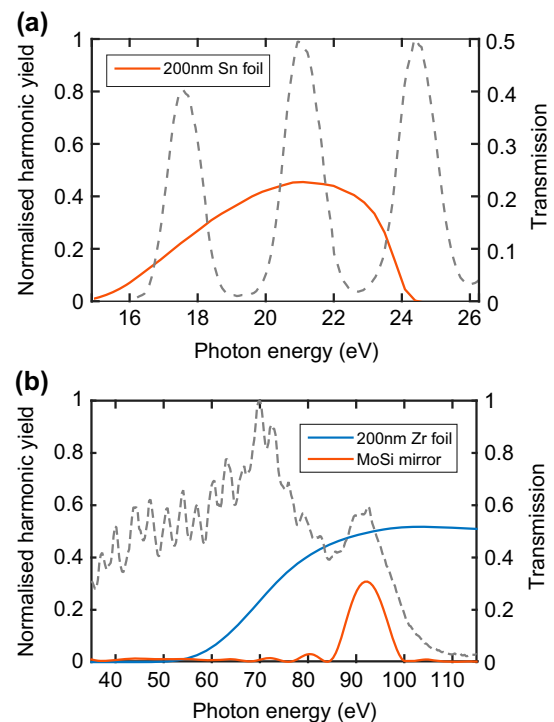 (a)
Normalised harmonic yield
1
0.8
0.6
0.4
0.2
0
200nm Sn foil
0.5
0.4
0.3
0.2
0.1
0
Transmission
16 18 20 22 24 26
Photon energy (eV)
(b)
Normalised harmonic yield
1
0.8
0.6
0.4
0.2
0
200nm Zr foil
MoSi mirror
1
0.8
0.6
0.4
0.2
0
Transmission
40 50 60 70 80 90 100 110
Photon energy (eV)